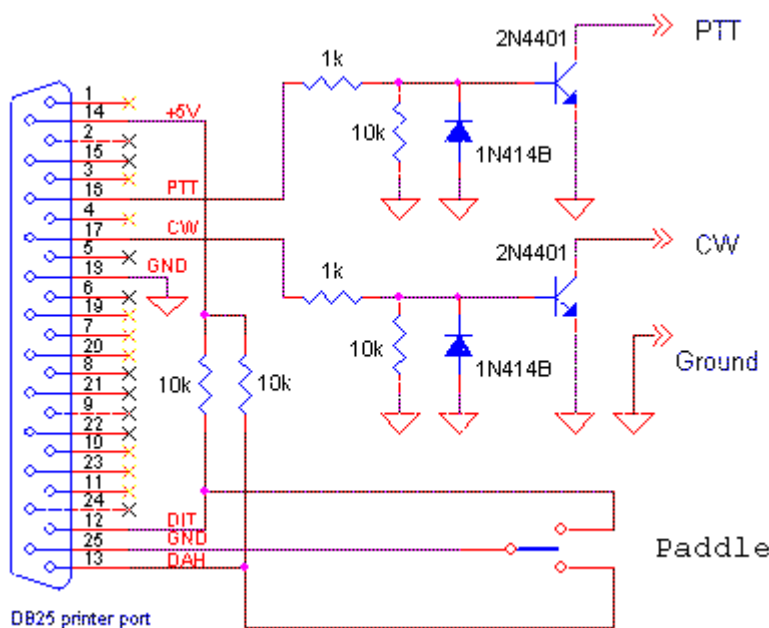 2N4401
PTT
1k
1
14
+5V
2
10k
15
1N414B
3
16
PTT
4
2N4401
17
CW
CW
5
18
GND
1k
6
19
7
Ground
20
10k
1N414B
8
10k
10k
21
9
22
10
23
11
24
12
DIT
25
GND
Paddle
13
DAH
DB25 printer port